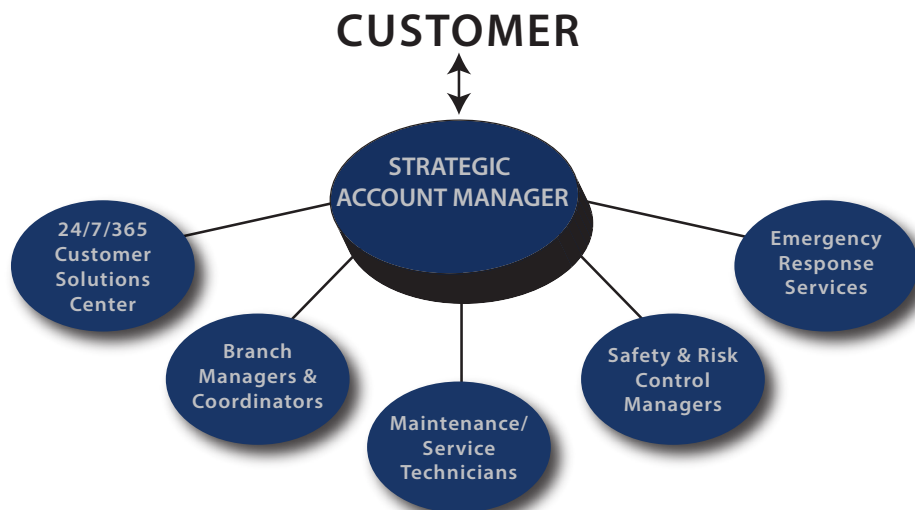 CUSTOMER
STRATEGIC
ACCOUNT MANAGER
24/7/365
Customer
Solutions
Center
Branch
Managers &
Coordinators
Maintenance/
Service
Technicians
Safety & Risk
Control
Managers
Emergency
Response
Services